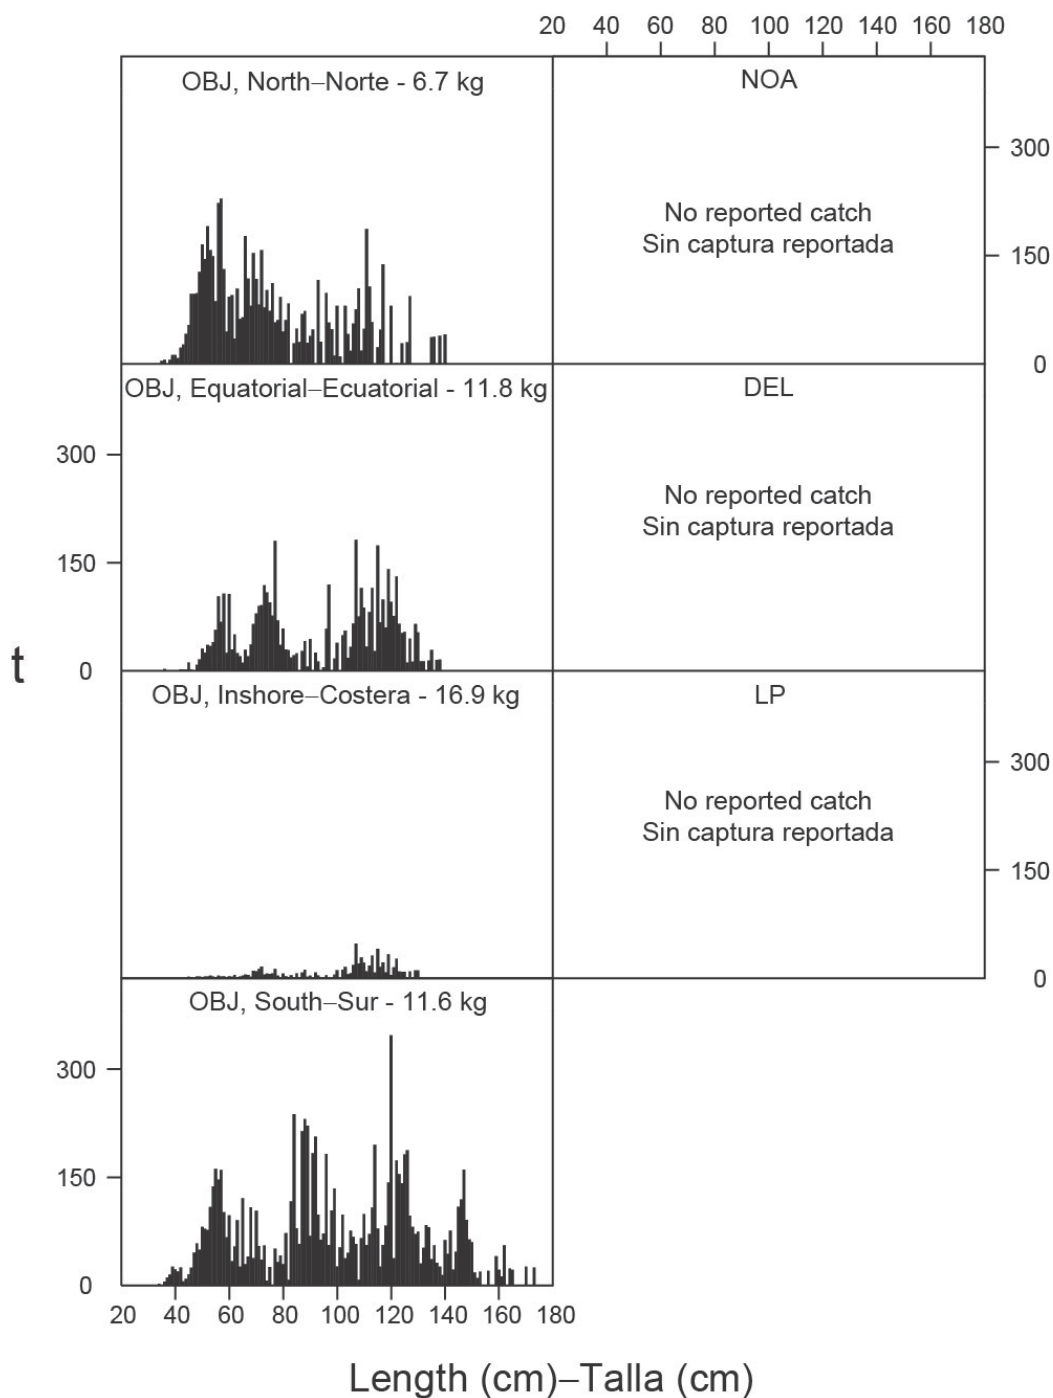 20 40 60 80 100 120 140 160 180
OBJ, North–Norte - 6.7 kg
NOA
No reported catch
Sin captura reportada
300
150
0
OBJ, Equatorial–Ecuatorial - 11.8 kg
DEL
300
150
0
No reported catch
Sin captura reportada
t
OBJ, Inshore–Costera - 16.9 kg
LP
No reported catch
Sin captura reportada
300
150
0
OBJ, South–Sur - 11.6 kg
300
150
0
20 40 60 80 100 120 140 160 180
Length (cm)–Talla (cm)